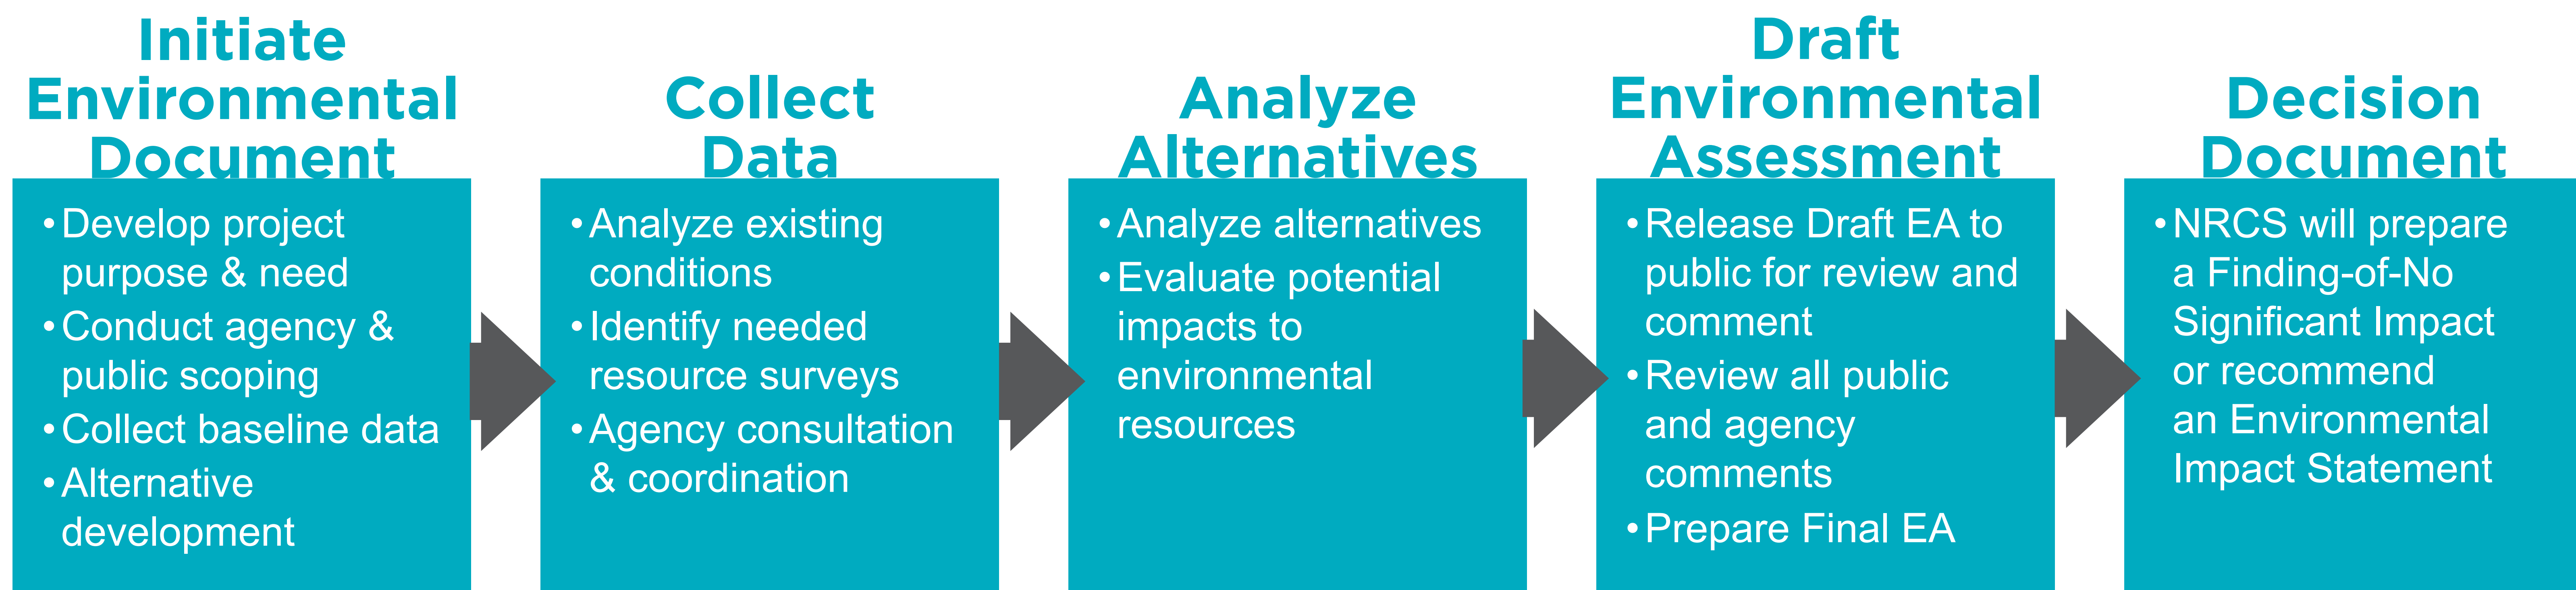 Initiate
Environmental
Document
•Develop project
purpose & need
•Conduct agency &
public scoping
•Collect baseline data
•Alternative
development
Collect
Data
•Analyze existing
conditions
•Identify needed
resource surveys
•Agency consultation
& coordination
Analyze
Alternatives
•Analyze alternatives
•Evaluate potential
impacts to
environmental
resources
Draft
Environmental
Assessment
•Release Draft EA to
public for review and
comment
•Review all public
and agency
comments
•Prepare Final EA
Decision
Document
•NRCS will prepare
a Finding-of-No
Significant Impact
or recommend
an Environmental
Impact Statement